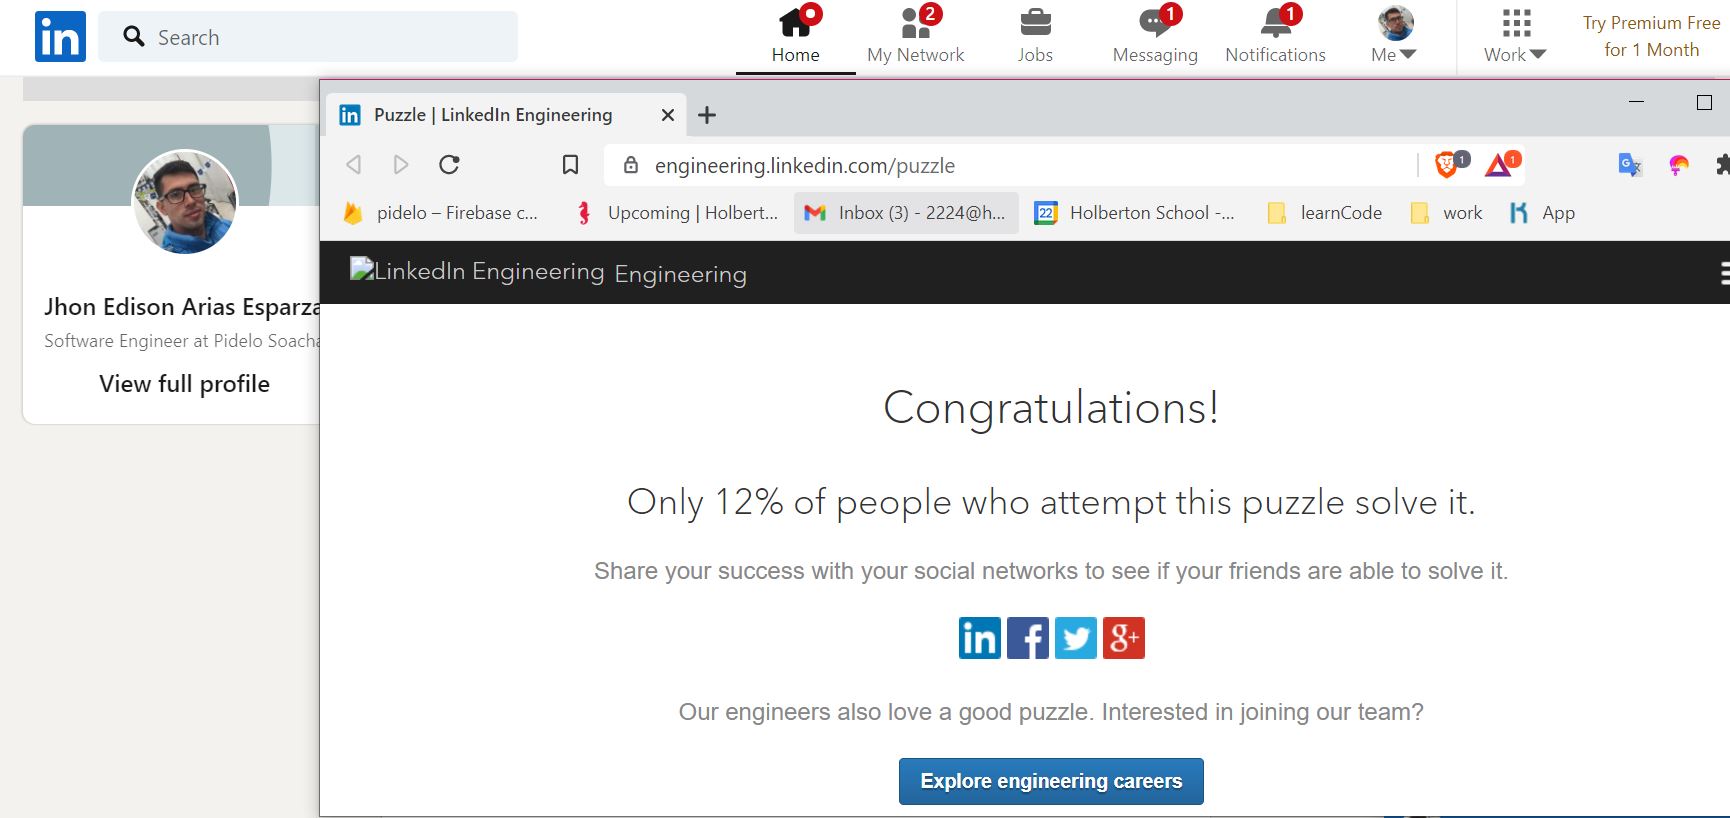 in
Search
2
1
1
Home
My Network
Jobs
Messaging
Notifications
Me
Work
Try Premium Free
for 1 Month
Puzzle | LinkedIn Engineering
engineering.linkedin.com/puzzle
1
1
pidelo – Firebase c...
Upcoming | Holbert...
Inbox (3) - 2224@h...
22
Holberton School -...
learnCode
work
App
LinkedIn Engineering Engineering
Jhon Edison Arias Esparza
Software Engineer at Pidelo Soacha
View full profile
Congratulations!
Only 12% of people who attempt this puzzle solve it.
Share your success with your social networks to see if your friends are able to solve it.
in f g+
Our engineers also love a good puzzle. Interested in joining our team?
Explore engineering careers